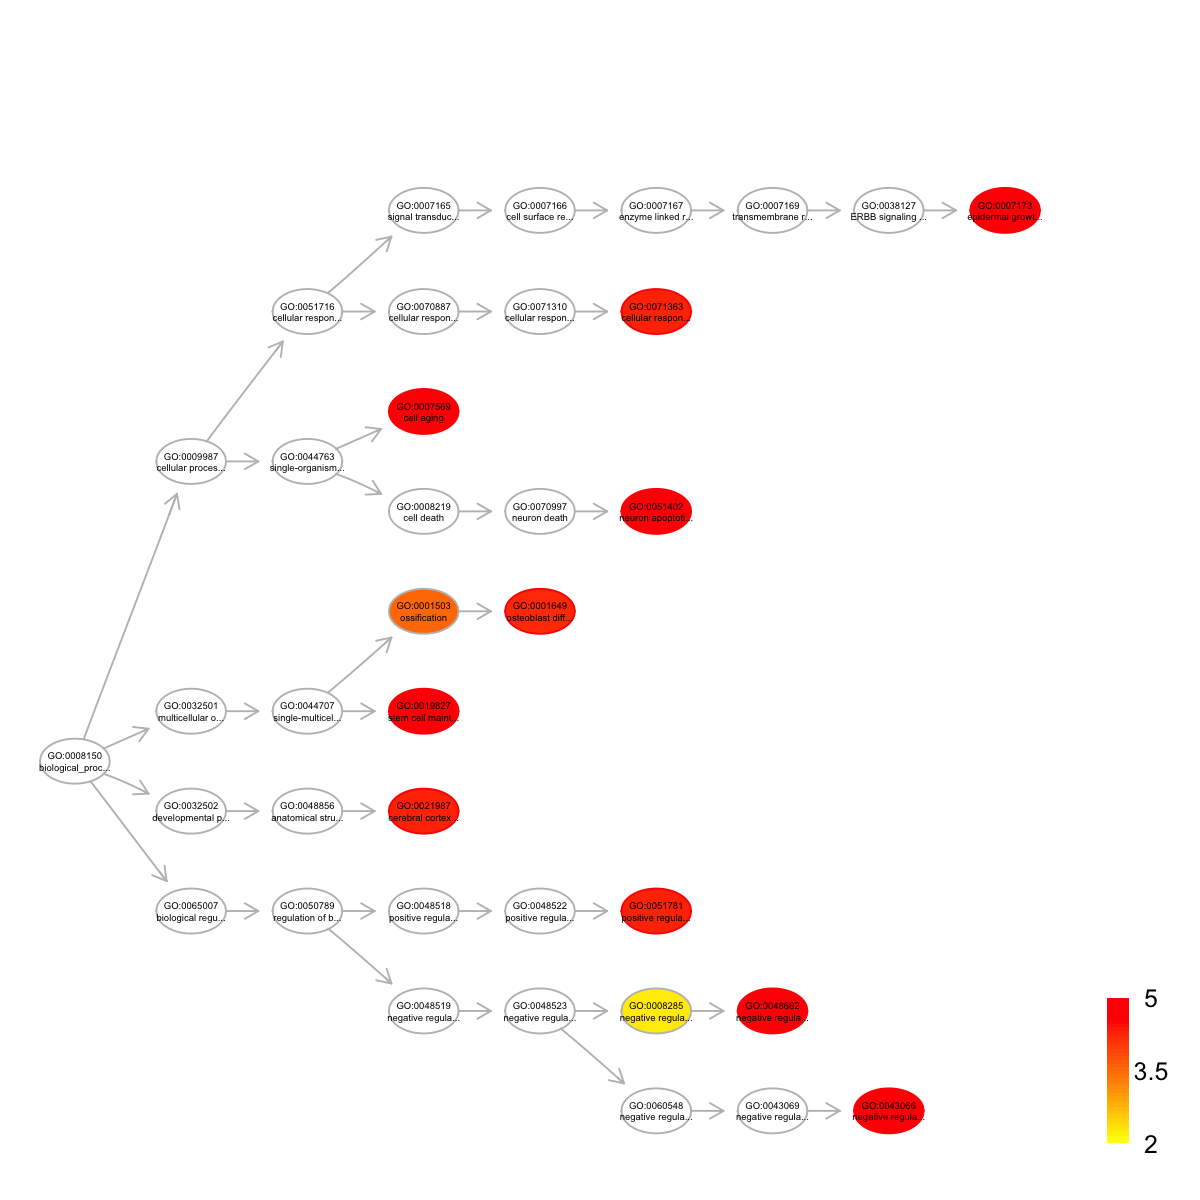 GO:0007165
signal transduc...
GO:0007166
cell surface re...
GO:0007167
enzyme linked r...
GO:0007169
transmembrane r...
GO:0038127
ERBB signaling ...
GO:0007173
epidermal growt...
GO:0051716
cellular respon...
GO:0070887
cellular respon...
GO:0071310
cellular respon...
GO:0071363
cellular respon...
GO:0007569
cell aging
GO:0009987
cellular proces...
GO:0044763
single-organism...
GO:0008219
cell death
GO:0070997
neuron death
GO:0051402
neuron apoptoti...
GO:0001503
ossification
GO:0001649
osteoblast diff...
GO:0032501
multicellular o...
GO:0044707
single-multicel...
GO:0019827
stem cell maint...
GO:0008150
biological_proc...
GO:0032502
developmental p...
GO:0048856
anatomical stru...
GO:0021987
cerebral cortex...
GO:0065007
biological regu...
GO:0050789
regulation of b...
GO:0048518
positive regula...
GO:0048522
positive regula...
GO:0051781
positive regula...
GO:0048519
negative regula...
GO:0048523
negative regula...
GO:0008285
negative regula...
GO:0048662
negative regula...
GO:0060548
negative regula...
GO:0043069
negative regula...
GO:0043066
negative regula...
5
3.5
2